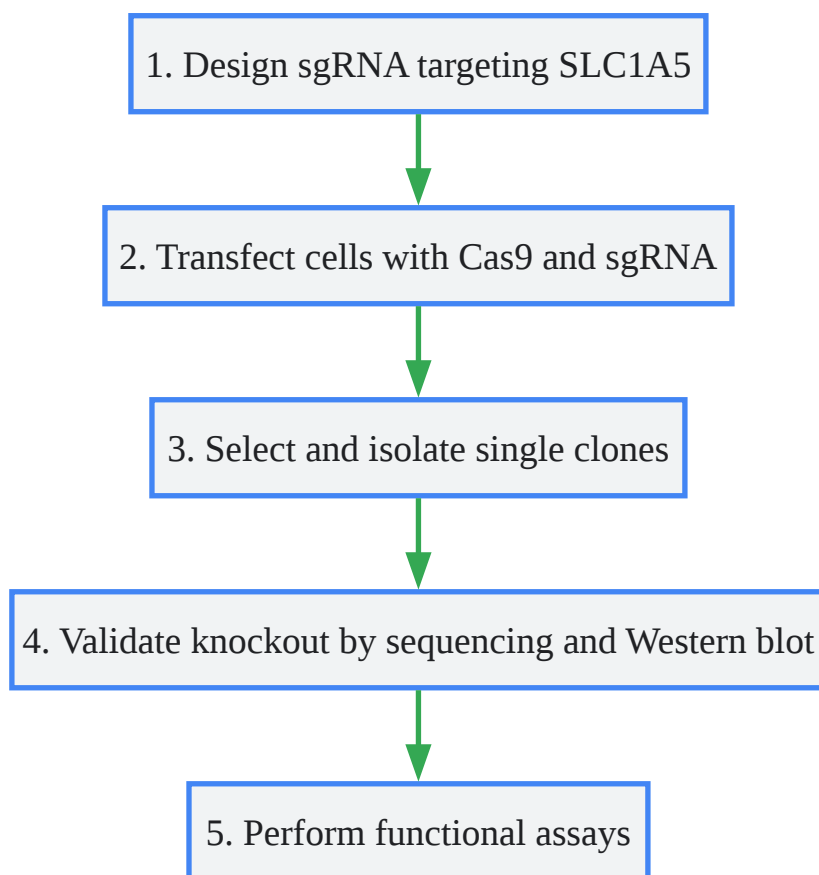 1. Design sgRNA targeting SLC1A5
2. Transfect cells with Cas9 and sgRNA
3. Select and isolate single clones
4. Validate knockout by sequencing and Western blot
5. Perform functional assays